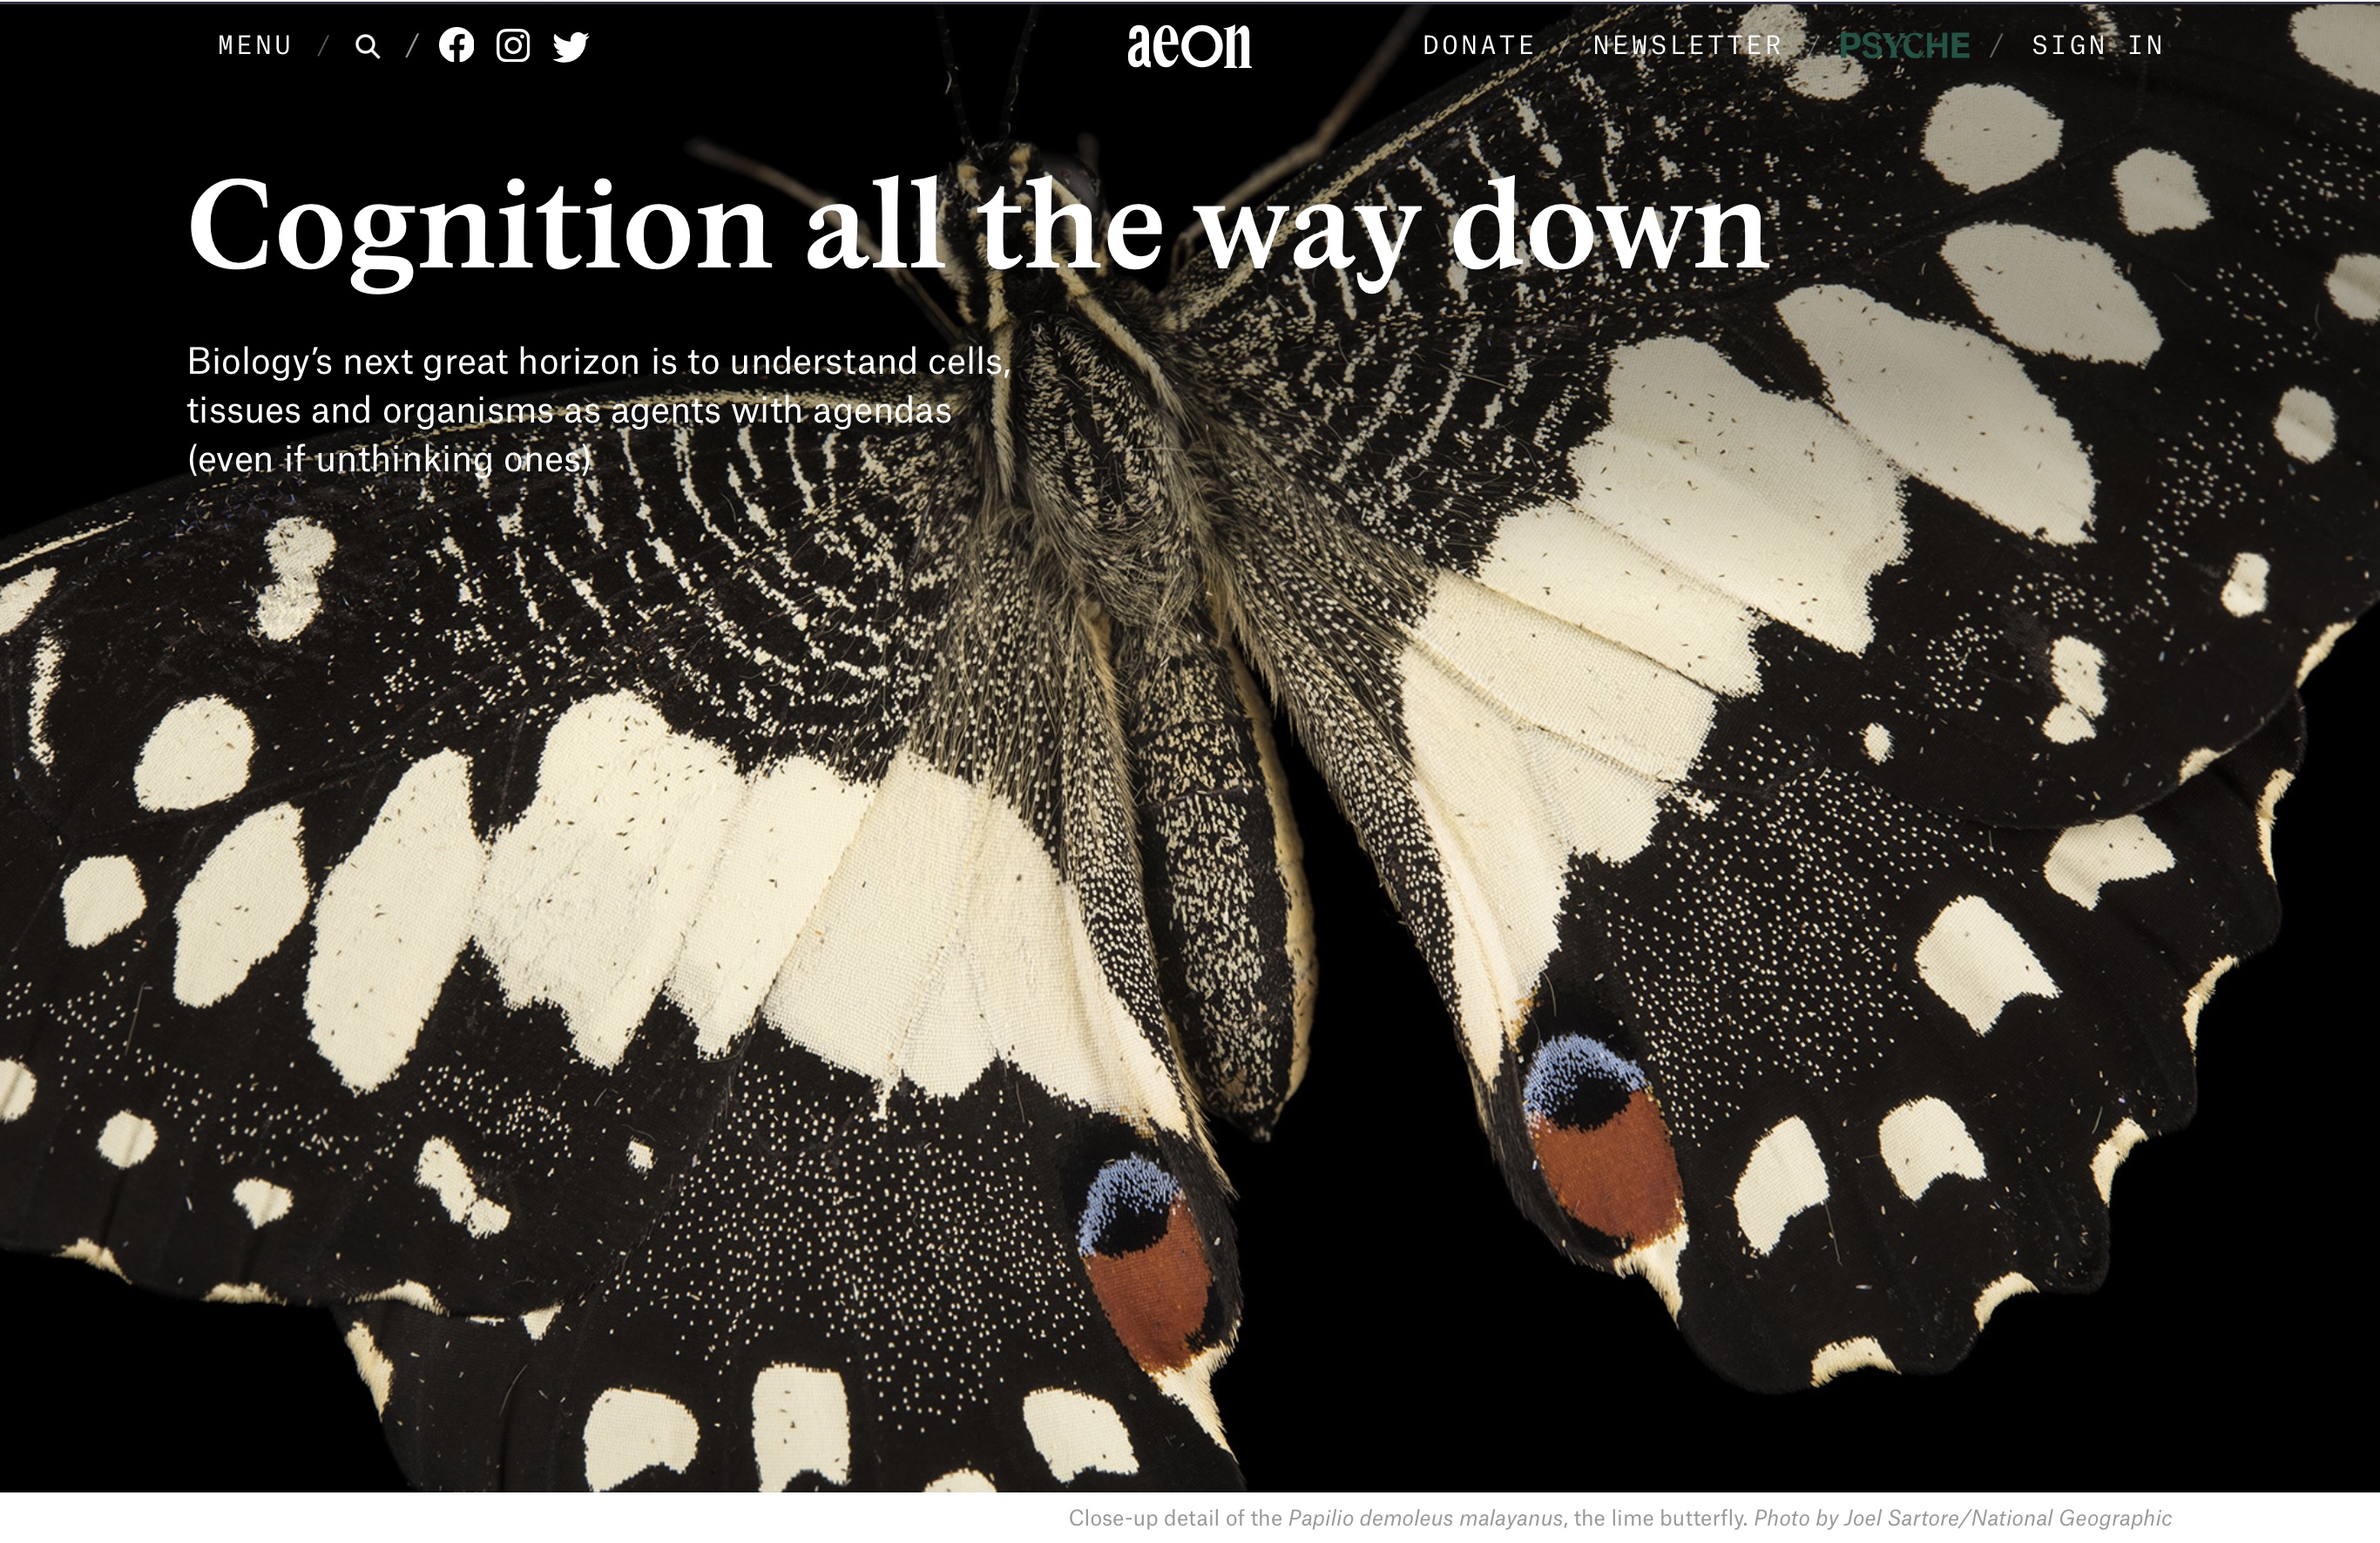 MENU / / aeon DONATE / NEWSLETTER / PSYCHE / SIGN IN
Cognition all the way down
Biology’s next great horizon is to understand cells,
tissues and organisms as agents with agendas
(even if unthinking ones)
Close-up detail of the Papilio demoleus malayanus, the lime butterfly. Photo by Joel Sartore/National Geographic